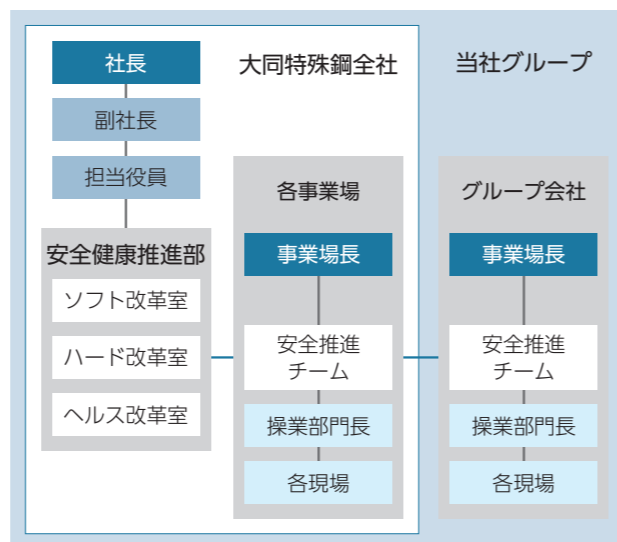 社長
副社長
担当役員
安全健康推進部
ソフト改革室
ハード改革室
ヘルス改革室
大同特殊鋼全社
各事業場
事業場長
安全推進
チーム
操業部門長
各現場
当社グループ
グループ会社
事業場長
安全推進
チーム
操業部門長
各現場